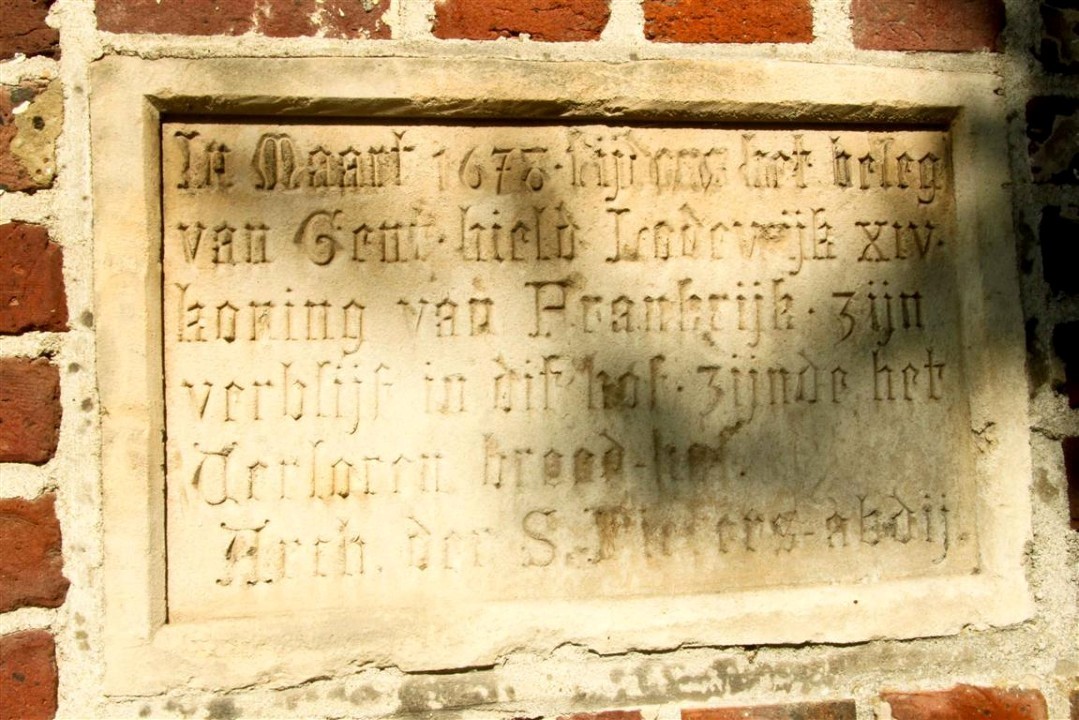 In Maart 1678. tijdens het beleg
van Gent. hield Lodewijk XIV.
koning van Frankrijk. zijn
verblijf in dit hof. zijnde het
Verloren brood-hof.
Arch. der S. Pieters-abdij.